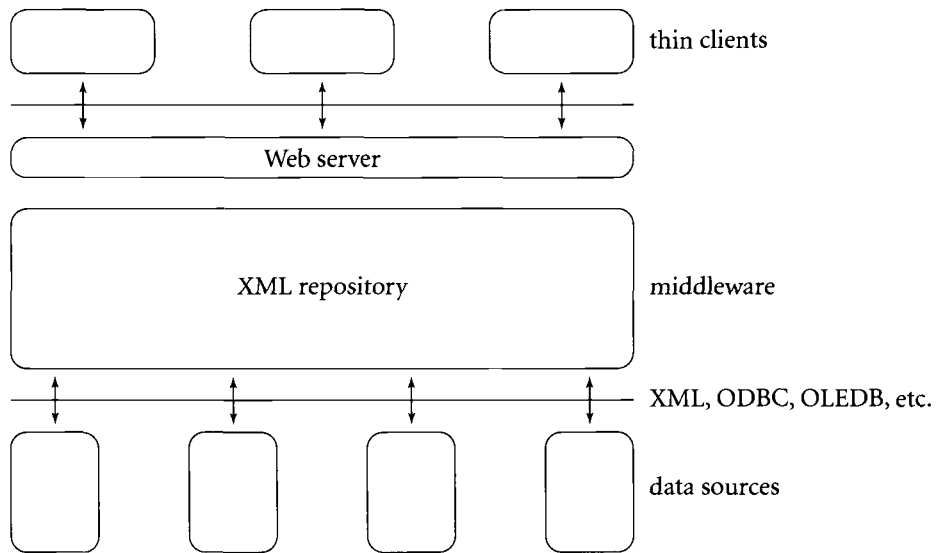 thin clients
Web server
XML repository
middleware
XML, ODBC, OLEDB, etc.
data sources